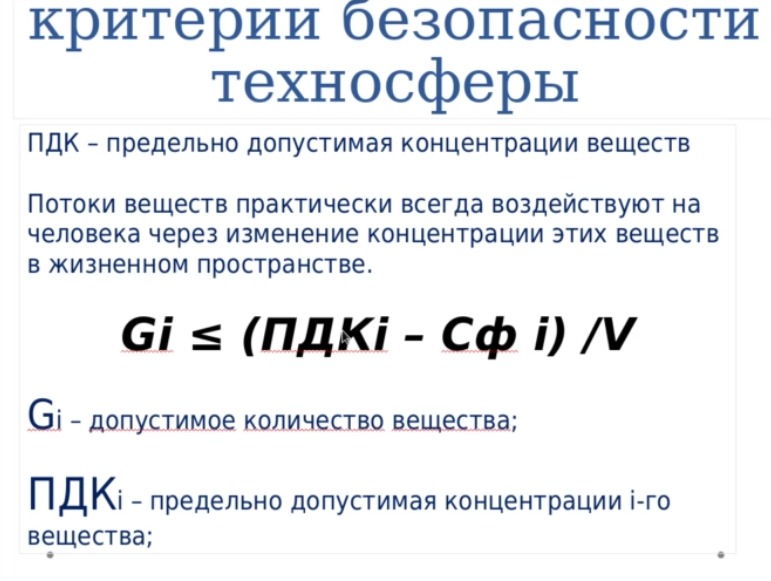 критерии безопасности
техносферы
ПДК – предельно допустимая концентрации веществ
Потоки веществ практически всегда воздействуют на
человека через изменение концентрации этих веществ
в жизненном пространстве.
Gi ≤ (ПДКi – Сф i) /V
Gi – допустимое количество вещества;
ПДКi – предельно допустимая концентрации i-го
вещества;